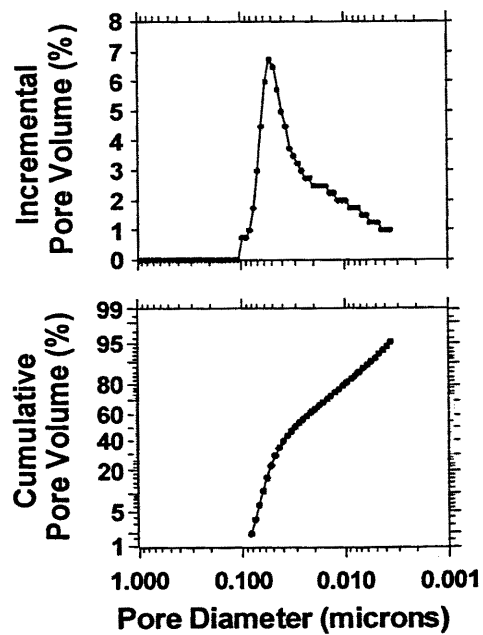 Incremental
Pore Volume (%)
8
7
6
5
4
3
2
1
0
Cumulative
Pore Volume (%)
99
95
80
60
40
20
5
1
1.000 0.100 0.010 0.001
Pore Diameter (microns)